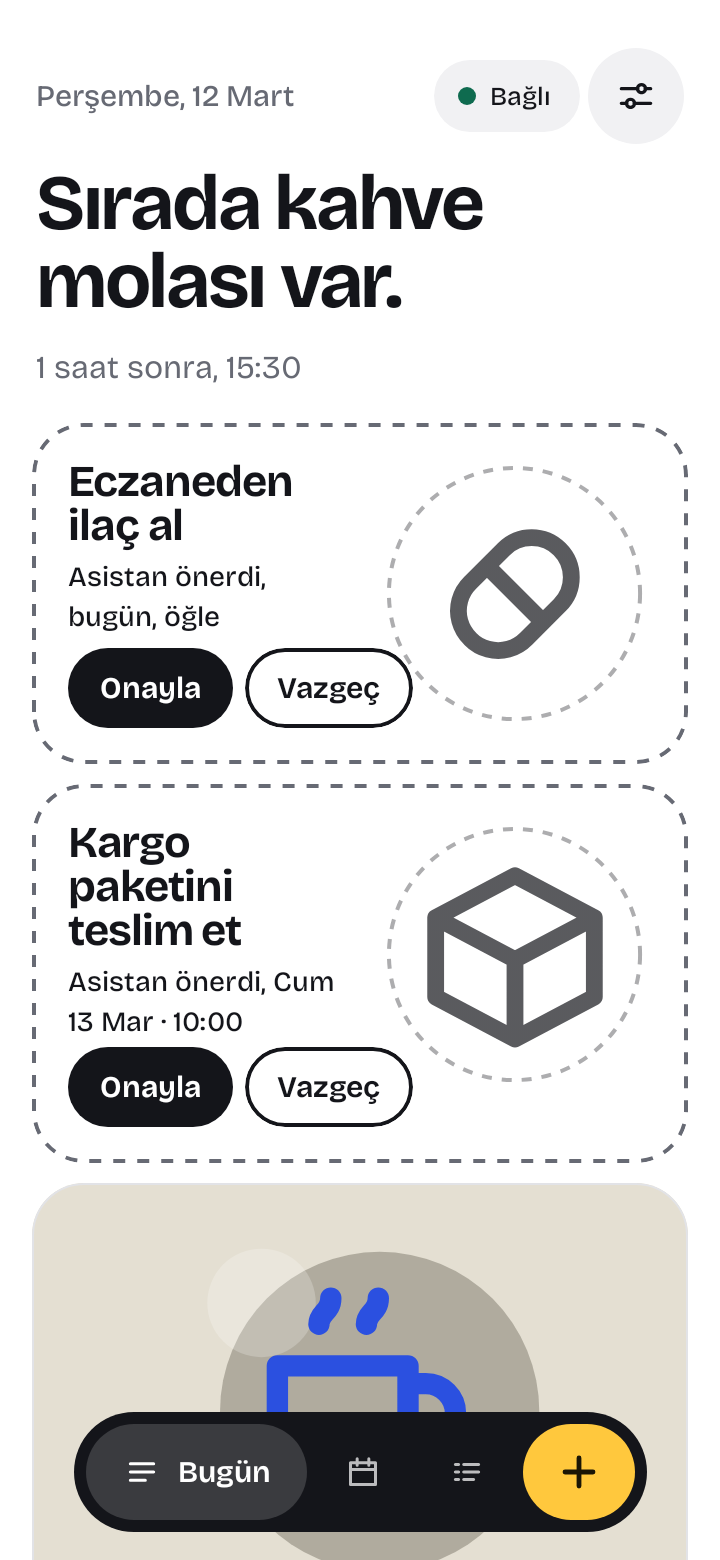 Perşembe, 12 Mart
Bağlı
Sırada kahve
molası var.
1 saat sonra, 15:30
Eczaneden
ilaç al
Asistan önerdi,
bugün, öğle
Onayla
Vazgeç
Kargo
paketini
teslim et
Asistan önerdi, Cum
13 Mar · 10:00
Onayla
Vazgeç
Bugün